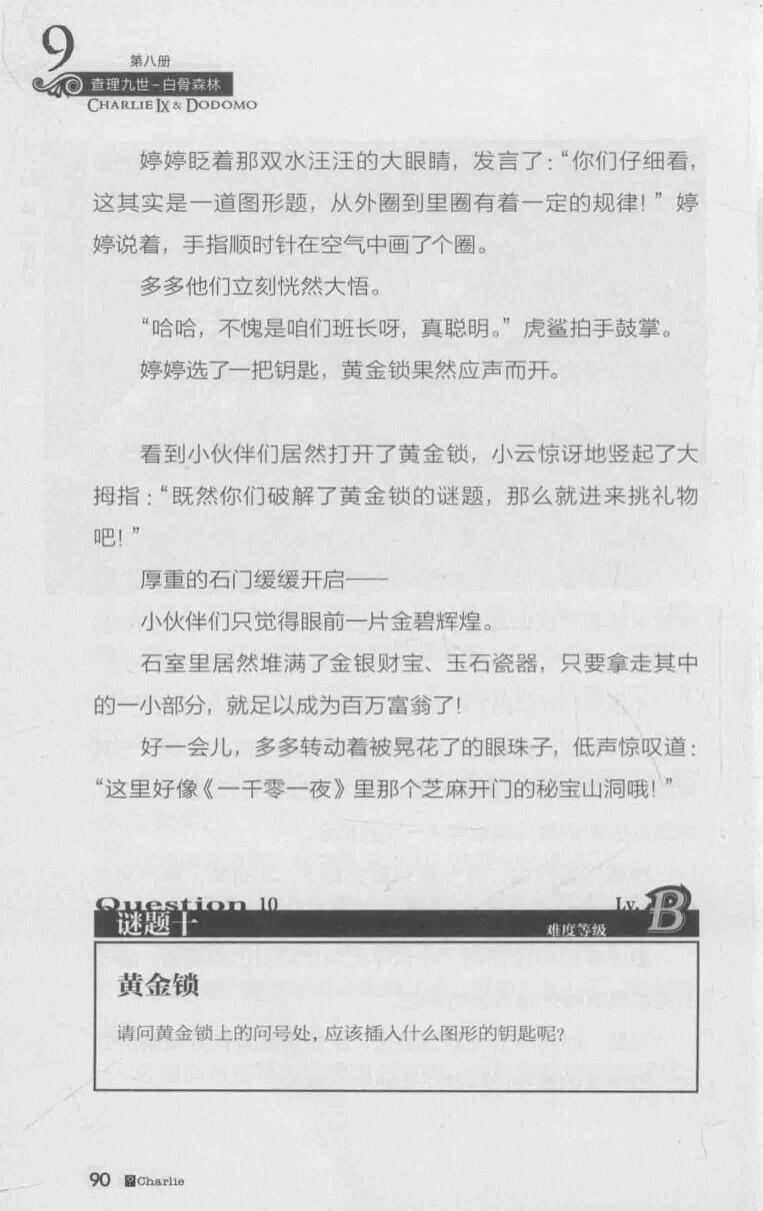 9
第八册
查理九世-白骨森林
CHARLIE IX & DODOMO
婷婷眨着那双水汪汪的大眼睛，发言了：“你们仔细看，
这其实是一道图形题，从外圈到里圈有着一定的规律！”婷
婷说着，手指顺时针在空气中画了个圈。
多多他们立刻恍然大悟。
“哈哈，不愧是咱们班长呀，真聪明。”虎鲨拍手鼓掌。
婷婷选了一把钥匙，黄金锁果然应声而开。
看到小伙伴们居然打开了黄金锁，小云惊讶地竖起了大
拇指：“既然你们破解了黄金锁的谜题，那么就进来挑礼物
吧！”
厚重的石门缓缓开启——
小伙伴们只觉得眼前一片金碧辉煌。
石室里居然堆满了金银财宝、玉石瓷器，只要拿走其中
的一小部分，就足以成为百万富翁了！
好一会儿，多多转动着被晃花了的眼珠子，低声惊叹道：
“这里好像《一千零一夜》里那个芝麻开门的秘宝山洞哦！”
Question 10 Lv. B
谜题十 难度等级
黄金锁
请问黄金锁上的问号处，应该插入什么图形的钥匙呢？
90 ?Charlie